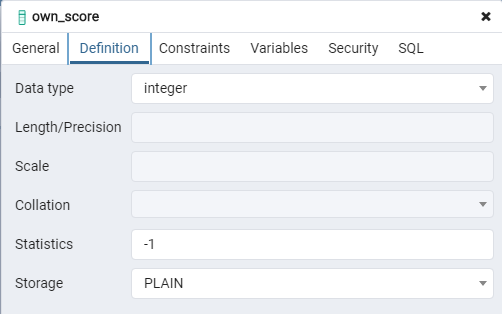 own_score
General Definition Constraints Variables Security SQL
Data type integer
Length/Precision
Scale
Collation
Statistics -1
Storage PLAIN